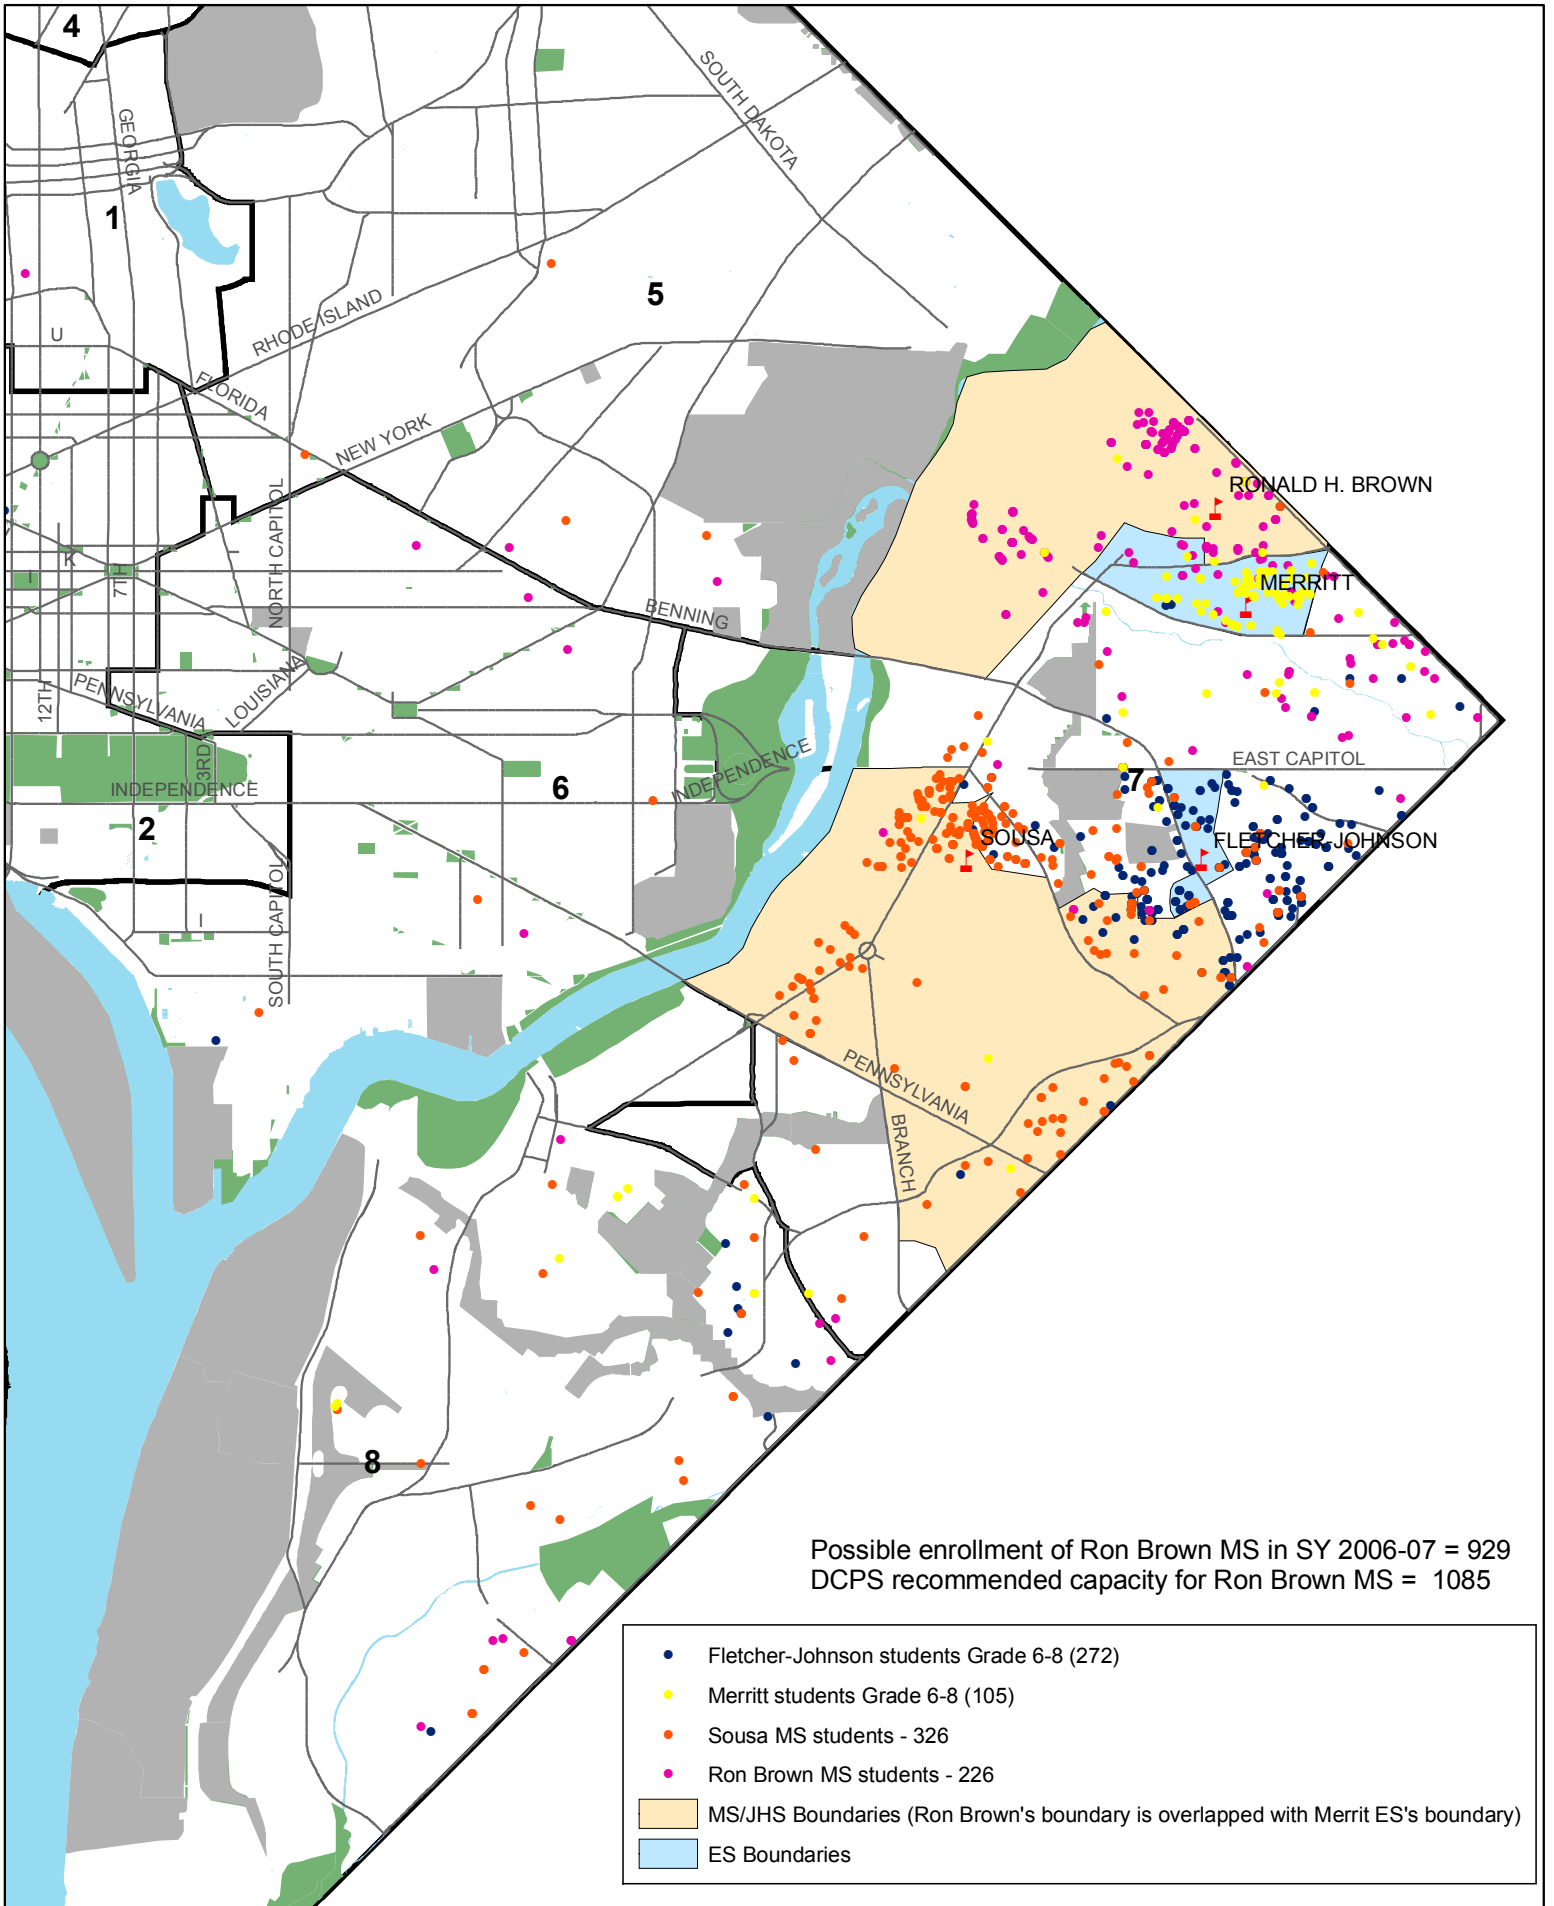 4
SOUTH DAKOTA
GEORGIA
1
5
RHODE ISLAND
U
FLORIDA
NEW YORK
RONALD H. BROWN
NORTH CAPITOL
K
I
7TH
MERRITT
BENNING
LOUISIANA
PENNSYLVANIA
12TH
3RD
INDEPENDENCE
INDEPENDENCE
EAST CAPITOL
6
7
2
SOUSA
FLETCHER-JOHNSON
SOUTH CAPITOL
I
PENNSYLVANIA
BRANCH
8
Possible enrollment of Ron Brown MS in SY 2006-07 = 929
DCPS recommended capacity for Ron Brown MS = 1085
Fletcher-Johnson students Grade 6-8 (272)
Merritt students Grade 6-8 (105)
Sousa MS students - 326
Ron Brown MS students - 226
MS/JHS Boundaries (Ron Brown's boundary is overlapped with Merrit ES's boundary)
ES Boundaries